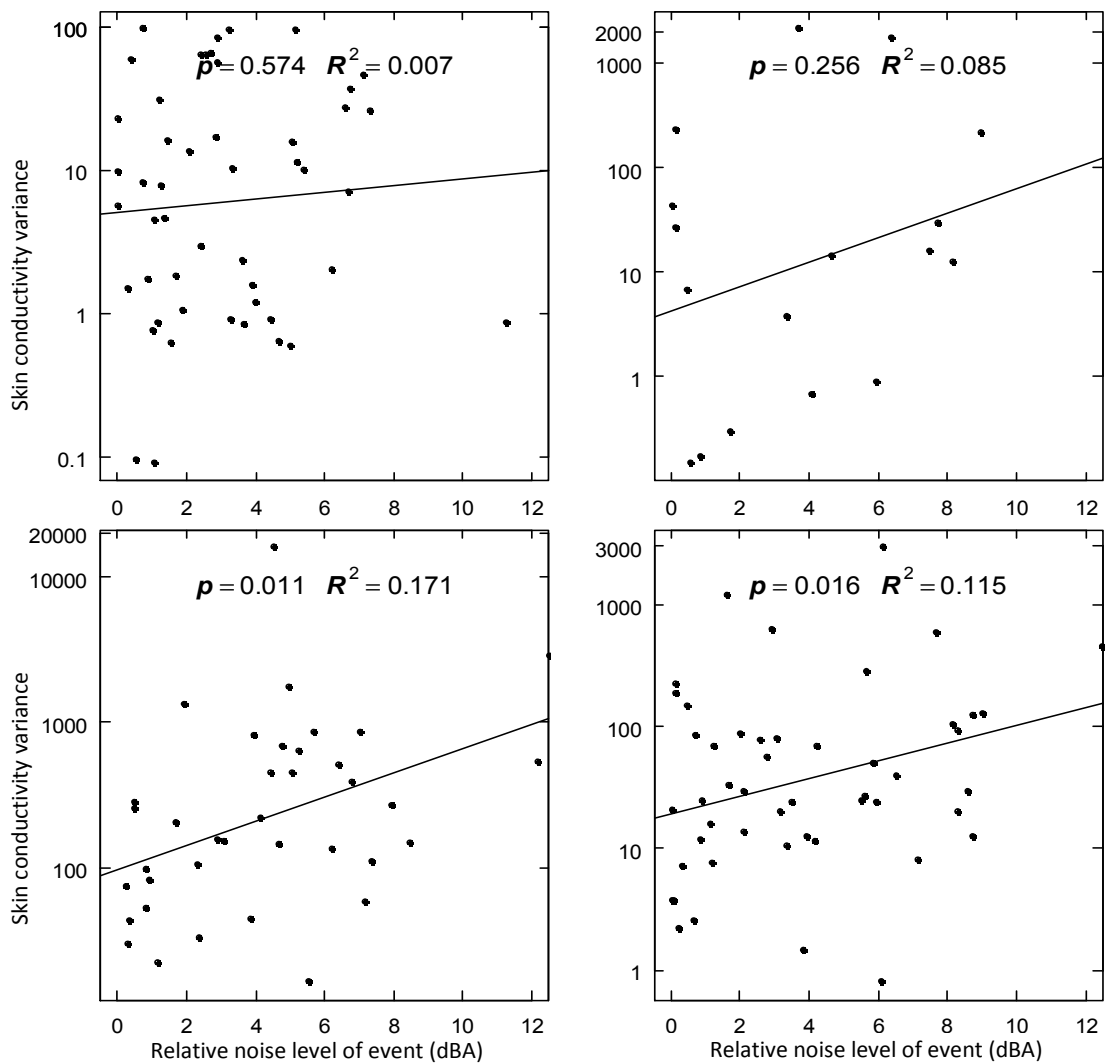 p = 0.574 R² = 0.007
100
10
1
0.1
0 2 4 6 8 10 12
Skin conductivity variance
p = 0.256 R² = 0.085
2000
1000
100
10
1
0 2 4 6 8 10 12
p = 0.011 R² = 0.171
20000
10000
1000
100
0 2 4 6 8 10 12
Skin conductivity variance
Relative noise level of event (dBA)
p = 0.016 R² = 0.115
3000
1000
100
10
1
0 2 4 6 8 10 12
Relative noise level of event (dBA)